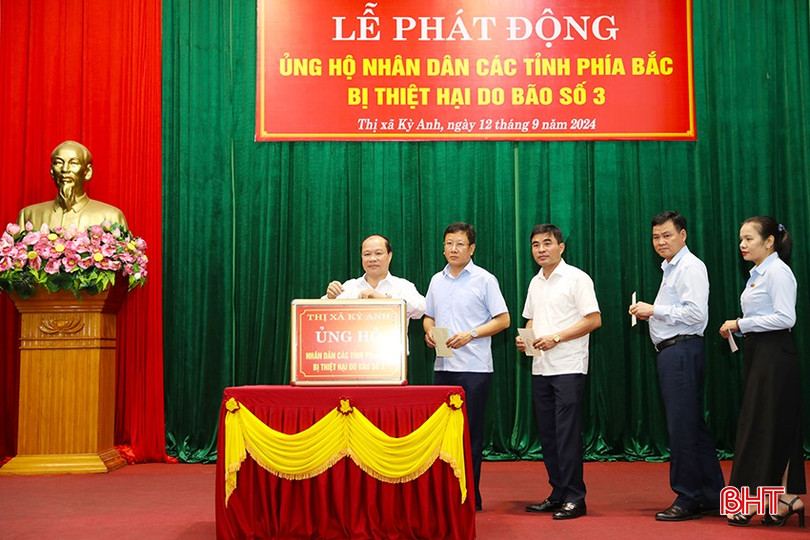 LỄ PHÁT ĐỘNG
ỦNG HỘ NHÂN DÂN CÁC TỈNH PHÍA BẮC
BỊ THIỆT HẠI DO BÃO SỐ 3
Thị xã Kỳ Anh, ngày 12 tháng 9 năm 2024
THỊ XÃ KỲ ANH
ỦNG HỘ
NHÂN DÂN CÁC TỈNH PHÍA
BỊ THIỆT HẠI DO BÃO SỐ 3
BHT